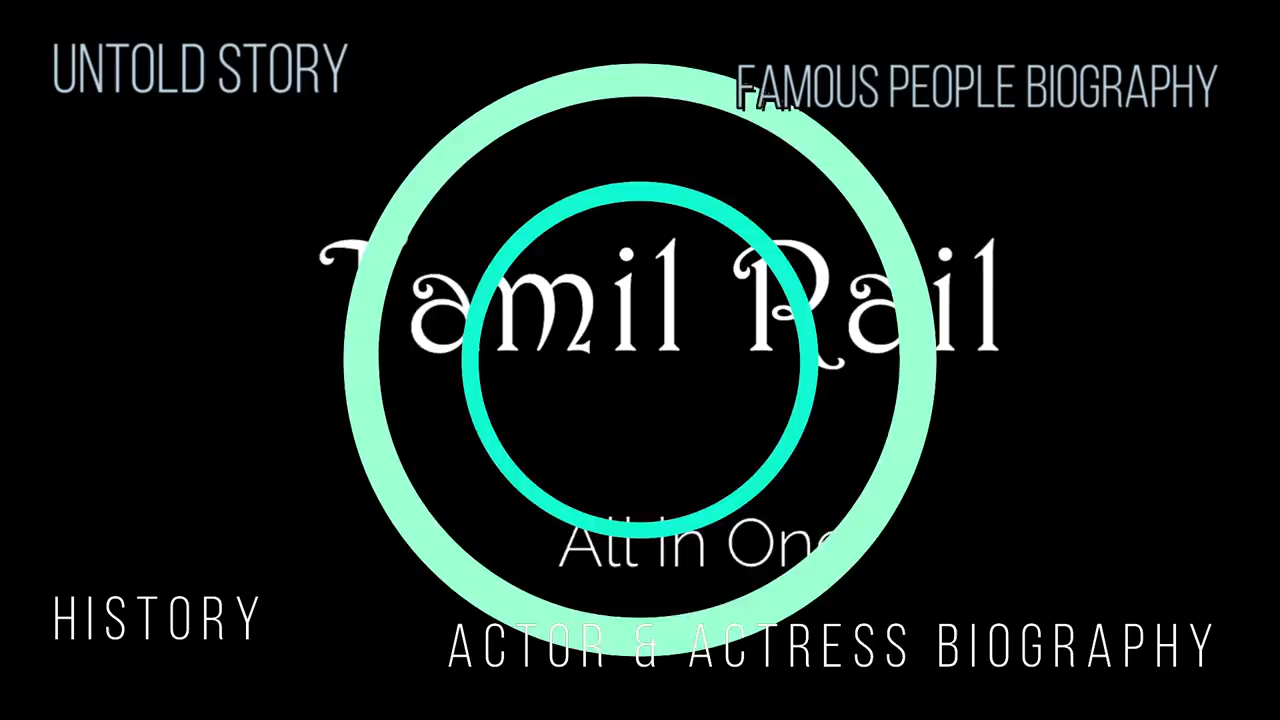 UNTOLD STORY
FAMOUS PEOPLE BIOGRAPHY
Tamil Rail
All in One
HISTORY
ACTOR & ACTRESS BIOGRAPHY